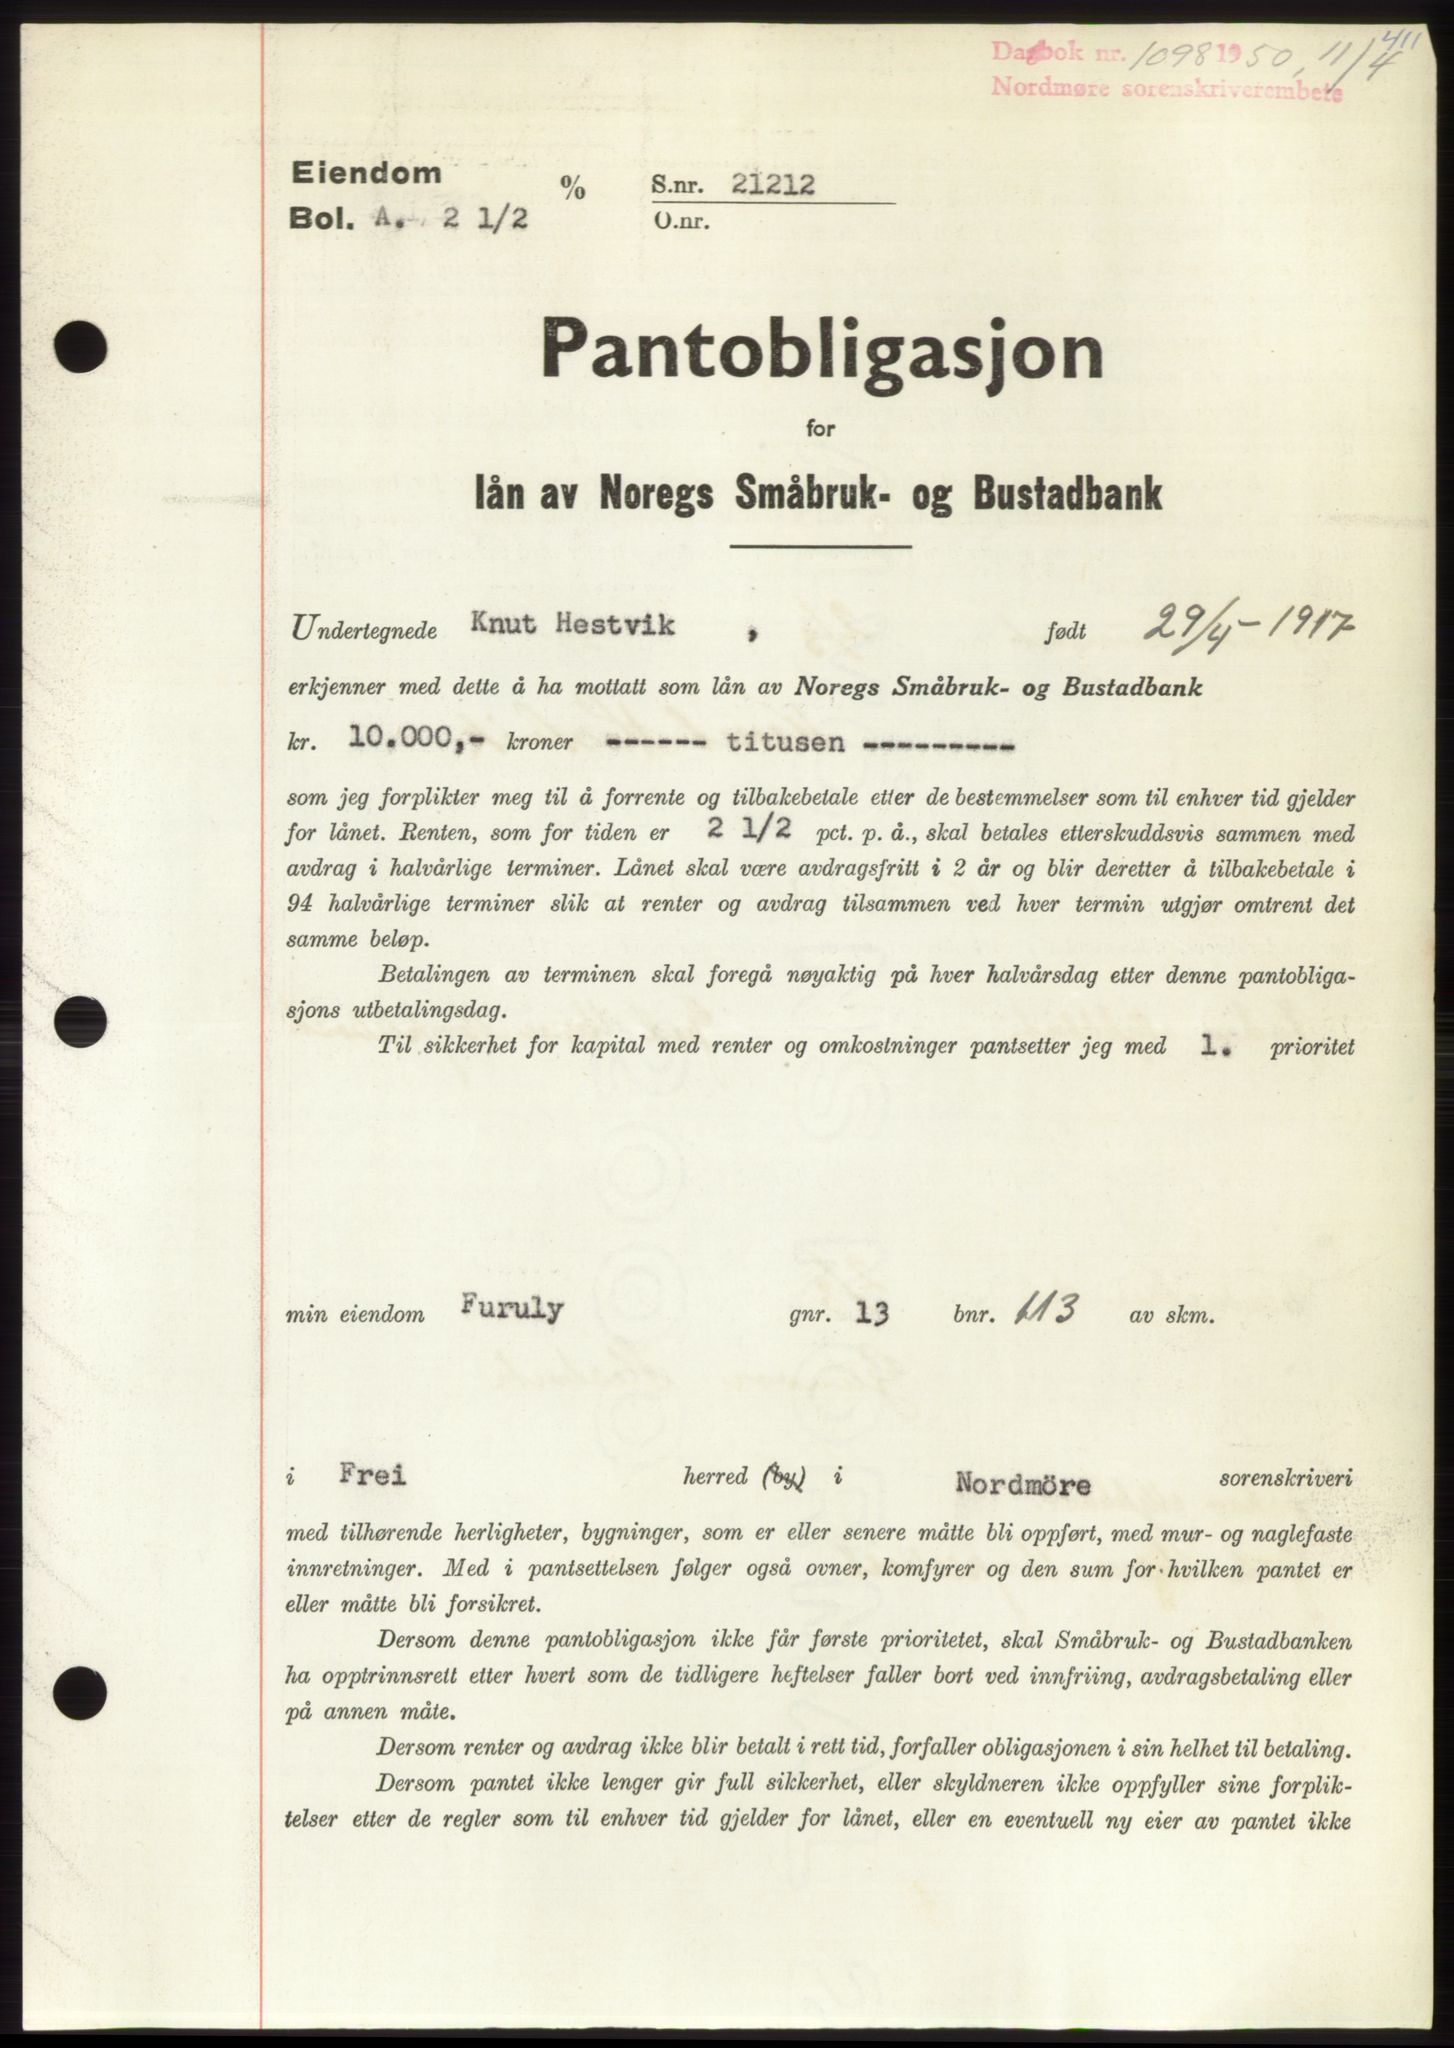 411
Dagbok nr. 1098 1950, 11/4
Nordmøre sorenskriverembete
Eiendom % S.nr. 21212
Bol. A. 2 1/2 O.nr.
Pantobligasjon
for
lån av Noregs Småbruk- og Bustadbank
Undertegnede Knut Hestvik , født 29/4-1917
erkjenner med dette å ha mottatt som lån av Noregs Småbruk- og Bustadbank
kr. 10.000,- kroner ------ titusen ---------
som jeg forplikter meg til å forrente og tilbakebetale etter de bestemmelser som til enhver tid gjelder
for lånet. Renten, som for tiden er 2 1/2 pct. p. å., skal betales etterskuddsvis sammen med
avdrag i halvårlige terminer. Lånet skal være avdragsfritt i 2 år og blir deretter å tilbakebetale i
94 halvårlige terminer slik at renter og avdrag tilsammen ved hver termin utgjør omtrent det
samme beløp.
Betalingen av terminen skal foregå nøyaktig på hver halvårsdag etter denne pantobliga-
sjons utbetalingsdag.
Til sikkerhet for kapital med renter og omkostninger pantsetter jeg med 1. prioritet
min eiendom Furuly gnr. 13 bnr. 113 av skm.
i Frei herred (by) i Nordmöre sorenskriveri
med tilhørende herligheter, bygninger, som er eller senere måtte bli oppført, med mur- og naglefaste
innretninger. Med i pantsettelsen følger også ovner, komfyrer og den sum for hvilken pantet er
eller måtte bli forsikret.
Dersom denne pantobligasjon ikke får første prioritetet, skal Småbruk- og Bustadbanken
ha opptrinnsrett etter hvert som de tidligere heftelser faller bort ved innfriing, avdragsbetaling eller
på annen måte.
Dersom renter og avdrag ikke blir betalt i rett tid, forfaller obligasjonen i sin helhet til betaling.
Dersom pantet ikke lenger gir full sikkerhet, eller skyldneren ikke oppfyller sine forplik-
telser etter de regler som til enhver tid gjelder for lånet, eller en eventuell ny eier av pantet ikke